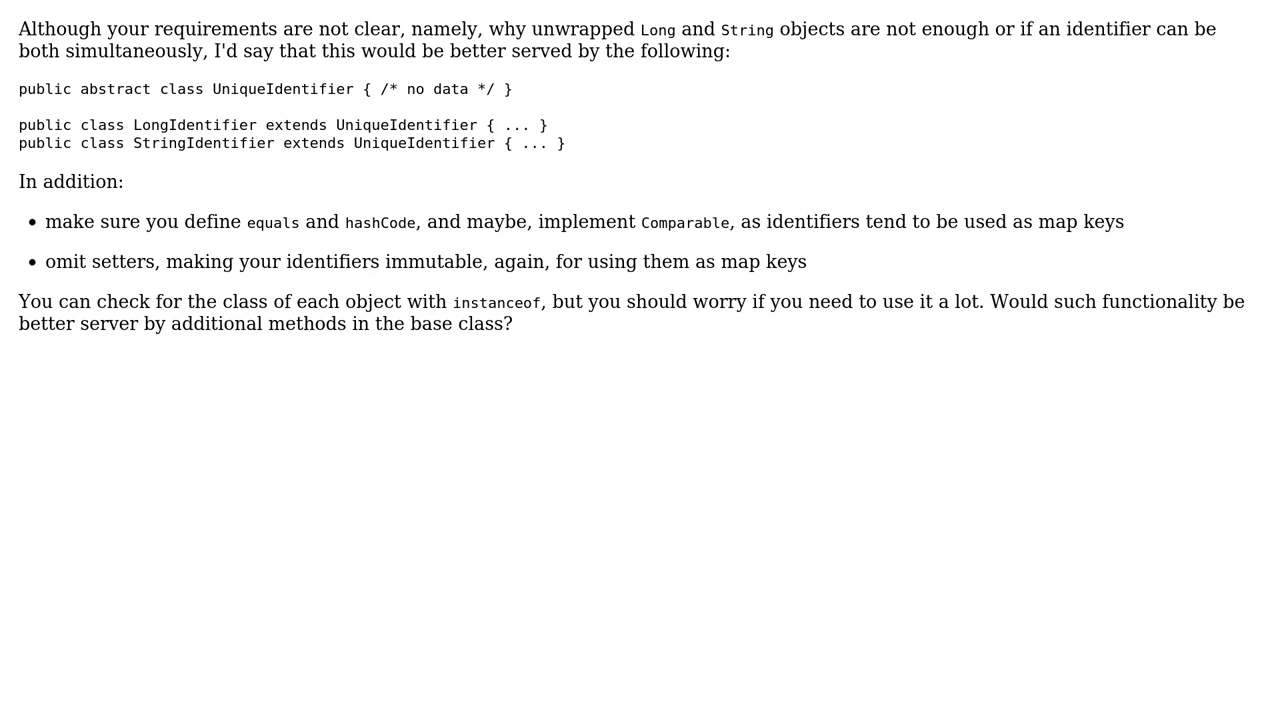 Although your requirements are not clear, namely, why unwrapped Long and String objects are not enough or if an identifier can be
both simultaneously, I'd say that this would be better served by the following:
public abstract class UniqueIdentifier { /* no data */ }
public class LongIdentifier extends UniqueIdentifier { ... }
public class StringIdentifier extends UniqueIdentifier { ... }
In addition:
• make sure you define equals and hashCode, and maybe, implement Comparable, as identifiers tend to be used as map keys
• omit setters, making your identifiers immutable, again, for using them as map keys
You can check for the class of each object with instanceof, but you should worry if you need to use it a lot. Would such functionality be
better server by additional methods in the base class?